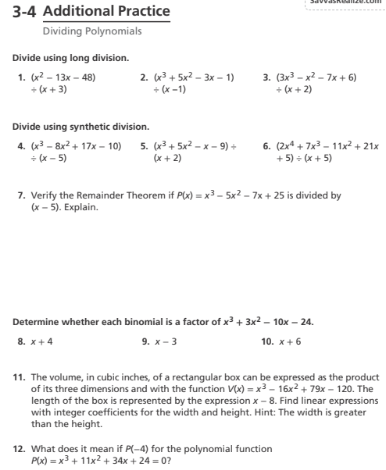 SavvasRealize.com
3-4 Additional Practice
Dividing Polynomials
Divide using long division.
1. (x² – 13x – 48) ÷ (x + 3)
2. (x³ + 5x² – 3x – 1) ÷ (x –1)
3. (3x³ – x² – 7x + 6) ÷ (x + 2)
Divide using synthetic division.
4. (x³ – 8x² + 17x – 10) ÷ (x – 5)
5. (x³ + 5x² – x – 9) ÷ (x + 2)
6. (2x⁴ + 7x³ – 11x² + 21x + 5) ÷ (x + 5)
7. Verify the Remainder Theorem if P(x) = x³ – 5x² – 7x + 25 is divided by
(x – 5). Explain.
Determine whether each binomial is a factor of x³ + 3x² – 10x – 24.
8. x + 4
9. x – 3
10. x + 6
11. The volume, in cubic inches, of a rectangular box can be expressed as the product
of its three dimensions and with the function V(x) = x³ – 16x² + 79x – 120. The
length of the box is represented by the expression x – 8. Find linear expressions
with integer coefficients for the width and height. Hint: The width is greater
than the height.
12. What does it mean if P(–4) for the polynomial function
P(x) = x³ + 11x² + 34x + 24 = 0?